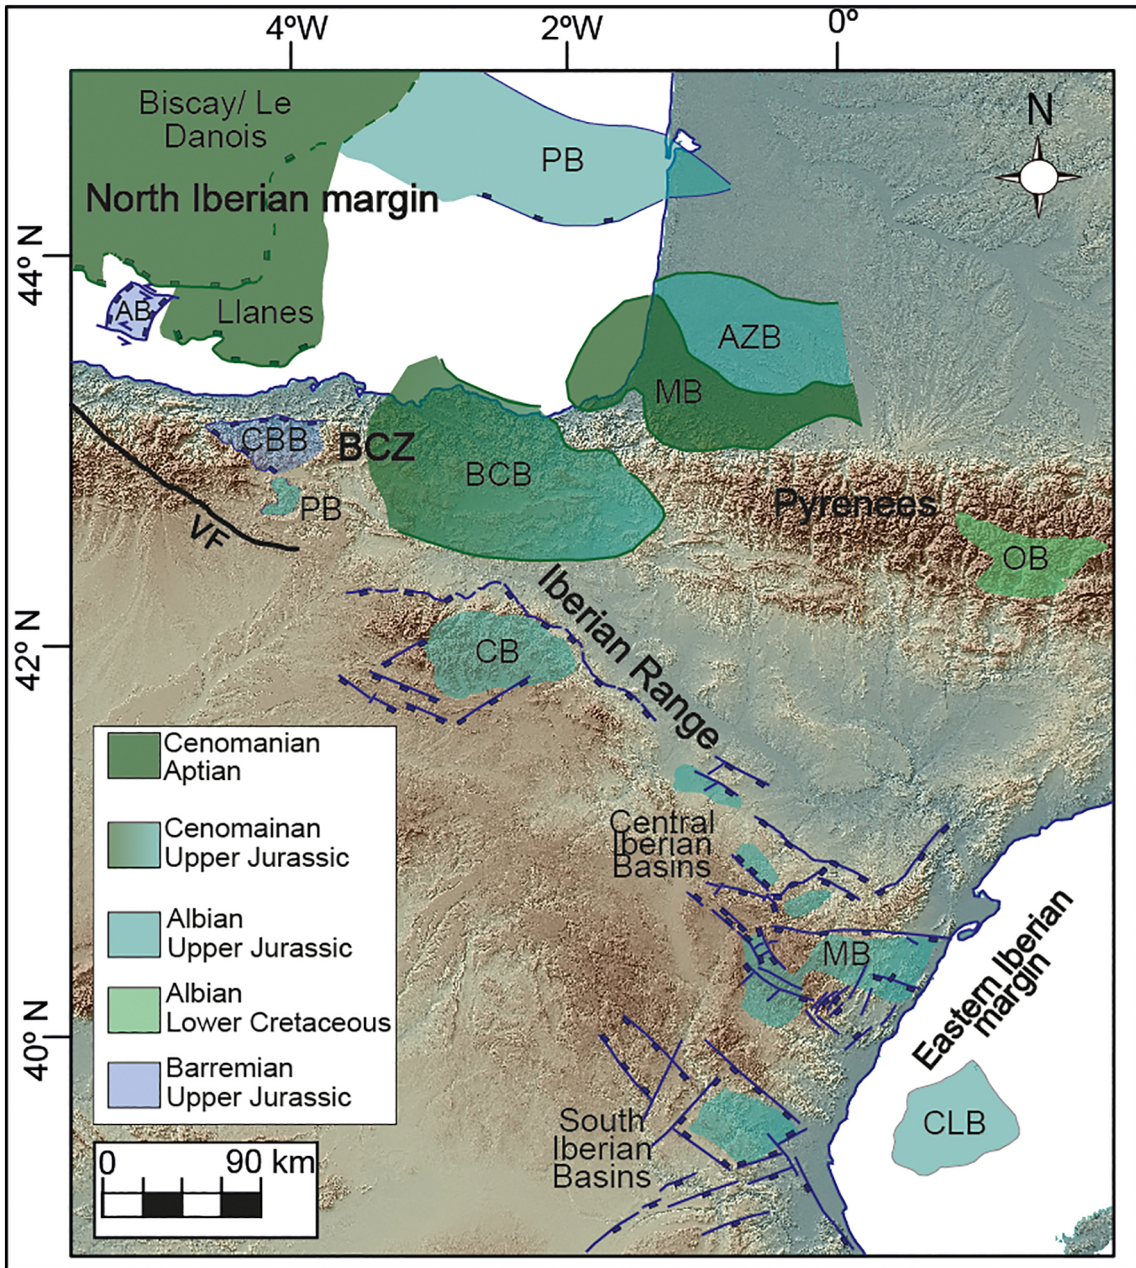 4ºW
2ºW
0º
Biscay/ Le
Danois
N
PB
North Iberian margin
44º N
AB
Llanes
AZB
MB
CBB
BCZ
BCB
PB
Pyrenees
VF
OB
Iberian Range
42º N
CB
Cenomanian
Aptian
Cenomainan
Upper Jurassic
Albian
Upper Jurassic
Albian
Lower Cretaceous
Barremian
Upper Jurassic
Central
Iberian
Basins
MB
Eastern Iberian
margin
40º N
CLB
South
Iberian
Basins
0
90 km